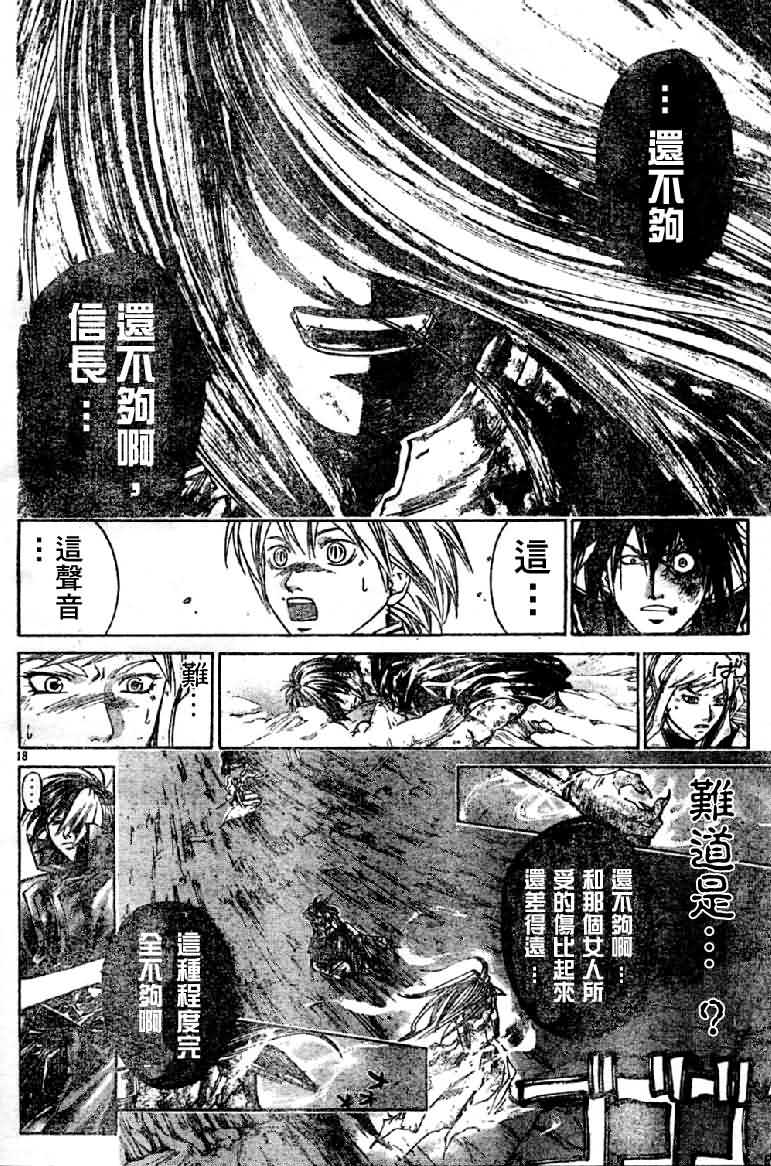 …還不夠
還不夠啊，
信長…
這…
這聲音
…
ば
難…
18
難道是…？
還不夠啊…
和那個女人所
受的傷比起來
還差得遠…
這種程度完
全不夠啊
…